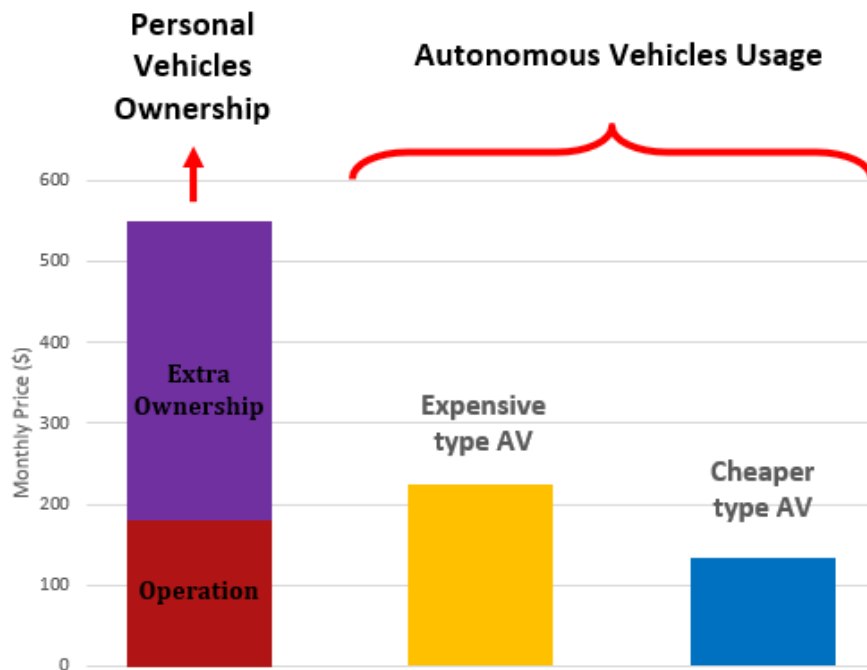 Personal
Vehicles
Ownership
Autonomous Vehicles Usage
600
500
400
300
200
100
0
Monthly Price ($)
Extra
Ownership
Operation
Expensive
type AV
Cheaper
type AV